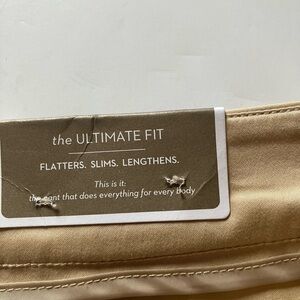 the ULTIMATE FIT
FLATTERS. SLIMS. LENGTHENS.
This is it:
the pant that does everything for every body